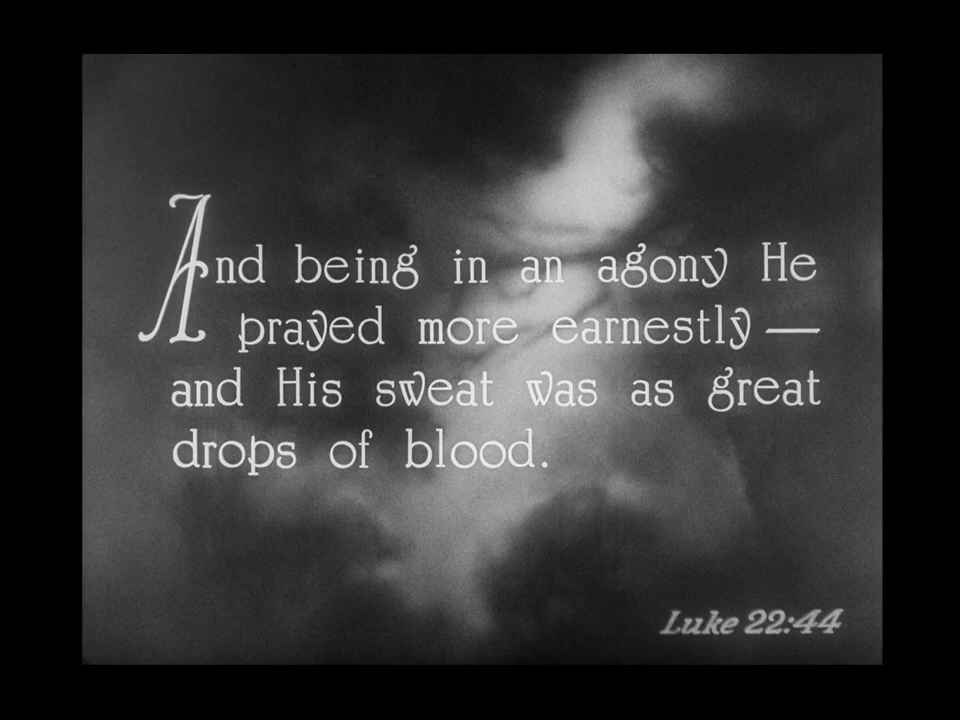 And being in an agony He
prayed more earnestly —
and His sweat was as great
drops of blood.
Luke 22:44